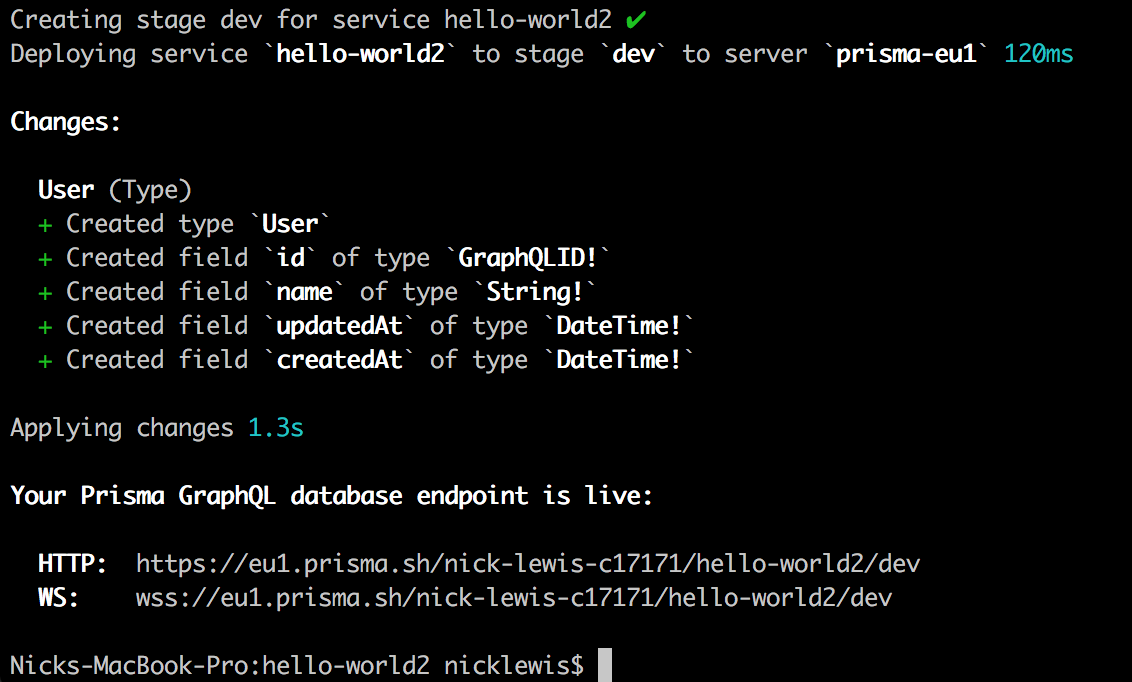 Creating stage dev for service hello-world2 ✔
Deploying service `hello-world2` to stage `dev` to server `prisma-eu1` 120ms
Changes:
User (Type)
+ Created type `User`
+ Created field `id` of type `GraphQLID!`
+ Created field `name` of type `String!`
+ Created field `updatedAt` of type `DateTime!`
+ Created field `createdAt` of type `DateTime!`
Applying changes 1.3s
Your Prisma GraphQL database endpoint is live:
HTTP:  https://eu1.prisma.sh/nick-lewis-c17171/hello-world2/dev
WS:    wss://eu1.prisma.sh/nick-lewis-c17171/hello-world2/dev
Nicks-MacBook-Pro:hello-world2 nicklewis$